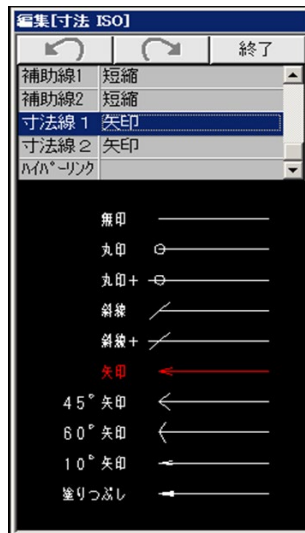 編集[寸法 ISO]
終了
補助線1 短縮
補助線2 短縮
寸法線１ 矢印
寸法線２ 矢印
ﾊｲﾊﾟｰﾘﾝｸ
無印
丸印
丸印+
斜線
斜線+
矢印
45°矢印
60°矢印
10°矢印
塗りつぶし